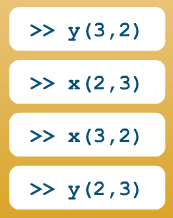 >> y(3,2)
>> x(2,3)
>> x(3,2)
>> y(2,3)